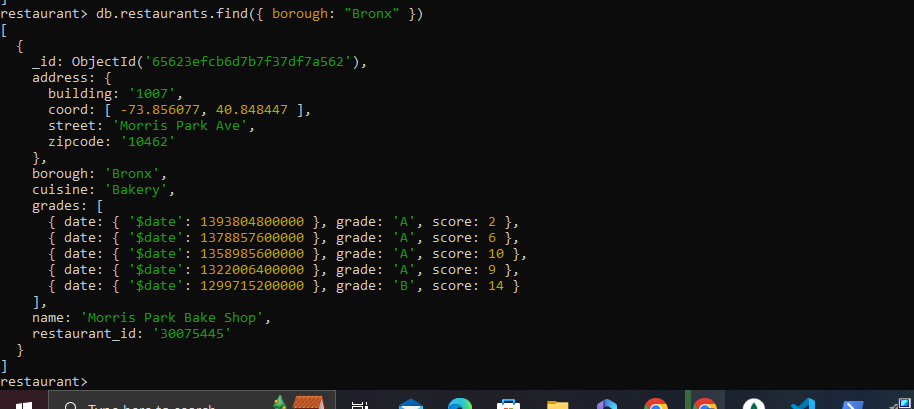 restaurant> db.restaurants.find({ borough: "Bronx" })
[
  {
    _id: ObjectId('65623efcb6d7b7f37df7a562'),
    address: {
      building: '1007',
      coord: [ -73.856077, 40.848447 ],
      street: 'Morris Park Ave',
      zipcode: '10462'
    },
    borough: 'Bronx',
    cuisine: 'Bakery',
    grades: [
      { date: { '$date': 1393804800000 }, grade: 'A', score: 2 },
      { date: { '$date': 1378857600000 }, grade: 'A', score: 6 },
      { date: { '$date': 1358985600000 }, grade: 'A', score: 10 },
      { date: { '$date': 1322006400000 }, grade: 'A', score: 9 },
      { date: { '$date': 1299715200000 }, grade: 'B', score: 14 }
    ],
    name: 'Morris Park Bake Shop',
    restaurant_id: '30075445'
  }
]
restaurant>
Type here to search